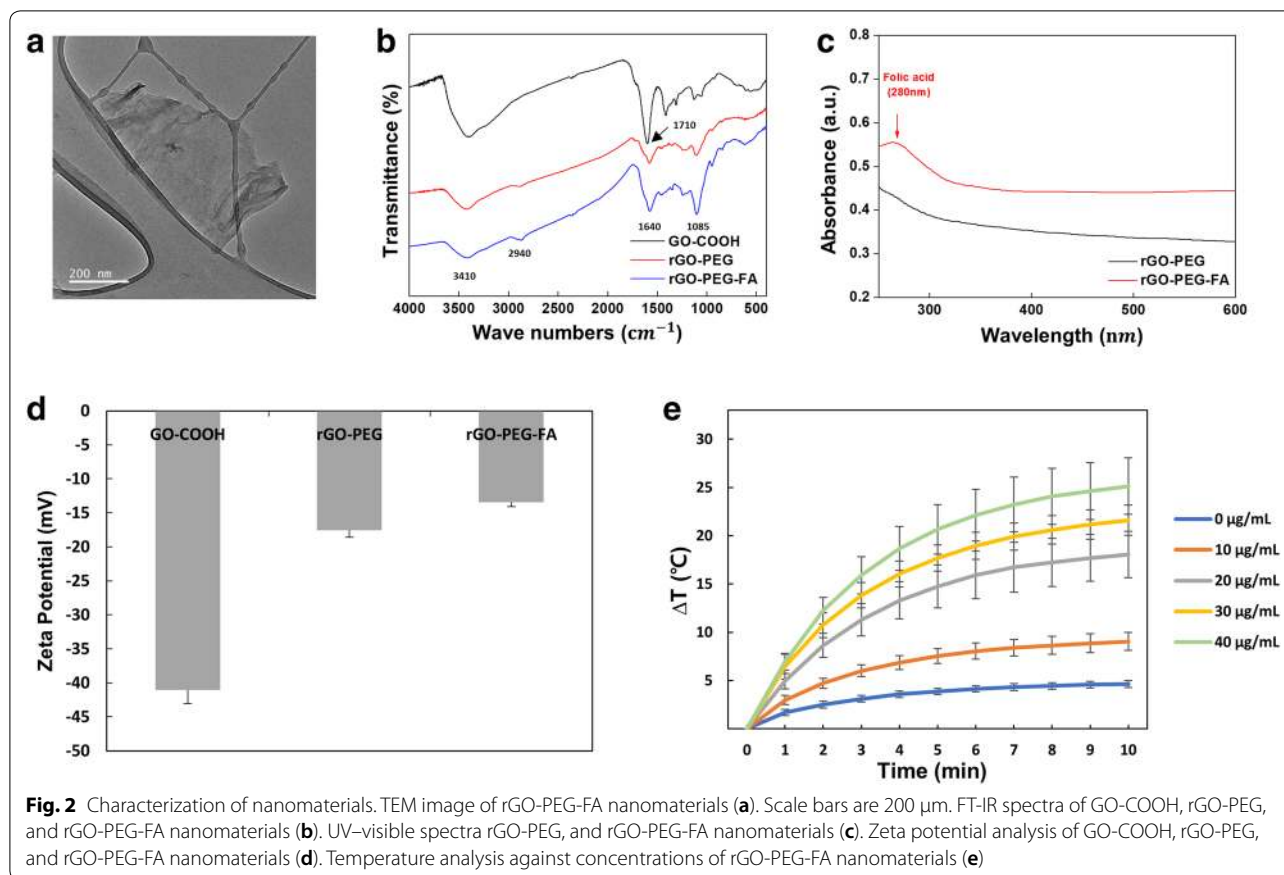 a
200 nm
b
Transmittance (%)
1710
1640
1085
2940
3410
GO-COOH
rGO-PEG
rGO-PEG-FA
4000
3500
3000
2500
2000
1500
1000
500
Wave numbers (cm⁻¹)
c
Absorbance (a.u.)
0.8
0.7
0.6
0.5
0.4
0.3
0.2
Folic acid
(280nm)
rGO-PEG
rGO-PEG-FA
300
400
500
600
Wavelength (nm)
d
Zeta Potential (mV)
0
-5
-10
-15
-20
-25
-30
-35
-40
-45
-50
GO-COOH
rGO-PEG
rGO-PEG-FA
e
ΔT (℃)
30
25
20
15
10
5
0
1
2
3
4
5
6
7
8
9
10
Time (min)
0 µg/mL
10 µg/mL
20 µg/mL
30 µg/mL
40 µg/mL
Fig. 2 Characterization of nanomaterials. TEM image of rGO-PEG-FA nanomaterials (a). Scale bars are 200 µm. FT-IR spectra of GO-COOH, rGO-PEG,
and rGO-PEG-FA nanomaterials (b). UV–visible spectra rGO-PEG, and rGO-PEG-FA nanomaterials (c). Zeta potential analysis of GO-COOH, rGO-PEG,
and rGO-PEG-FA nanomaterials (d). Temperature analysis against concentrations of rGO-PEG-FA nanomaterials (e)